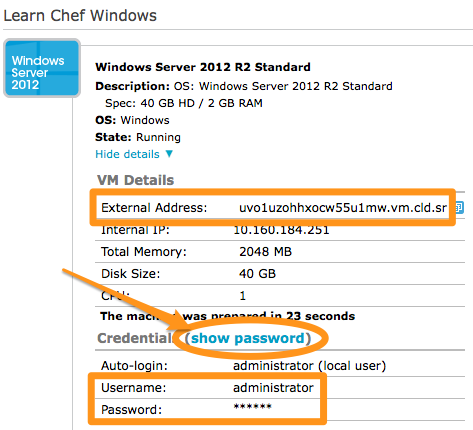 Learn Chef Windows
Windows
Server
2012
Windows Server 2012 R2 Standard
Description: OS: Windows Server 2012 R2 Standard
Spec: 40 GB HD / 2 GB RAM
OS: Windows
State: Running
Hide details ▼
VM Details
External Address: uvo1uzohhxocw55u1mw.vm.cld.sr
Internal IP: 10.160.184.251
Total Memory: 2048 MB
Disk Size: 40 GB
CPU: 1
The machine was prepared in 23 seconds
Credentials (show password)
Auto-login: administrator (local user)
Username: administrator
Password: ******